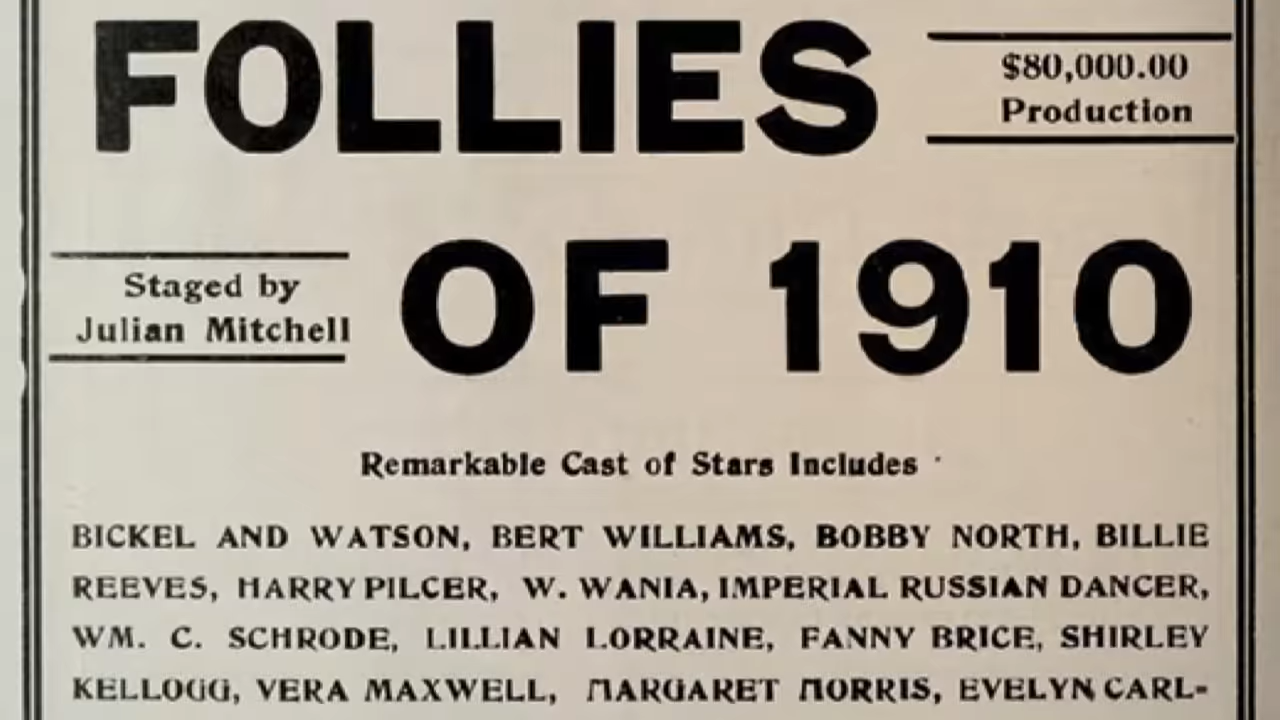 FOLLIES
$80,000.00
Production
Staged by
Julian Mitchell
OF 1910
Remarkable Cast of Stars Includes
BICKEL AND WATSON, BERT WILLIAMS, BOBBY NORTH, BILLIE
REEVES, HARRY PILCER, W. WANIA, IMPERIAL RUSSIAN DANCER,
WM. C. SCHRODE, LILLIAN LORRAINE, FANNY BRICE, SHIRLEY
KELLOGG, VERA MAXWELL, MARGARET MORRIS, EVELYN CARL-